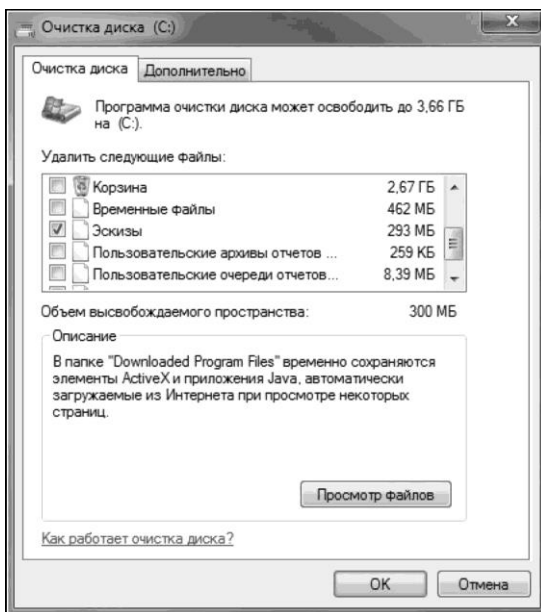 Очистка диска (C:)
Очистка диска Дополнительно
Программа очистки диска может освободить до 3,66 ГБ
на (C:).
Удалить следующие файлы:
Корзина 2,67 ГБ
Временные файлы 462 МБ
Эскизы 293 МБ
Пользовательские архивы отчетов ... 259 КБ
Пользовательские очереди отчетов... 8,39 МБ
Объем высвобождаемого пространства: 300 МБ
Описание
В папке "Downloaded Program Files" временно сохраняются
элементы ActiveX и приложения Java, автоматически
загружаемые из Интернета при просмотре некоторых
страниц.
Просмотр файлов
Как работает очистка диска?
OK Отмена